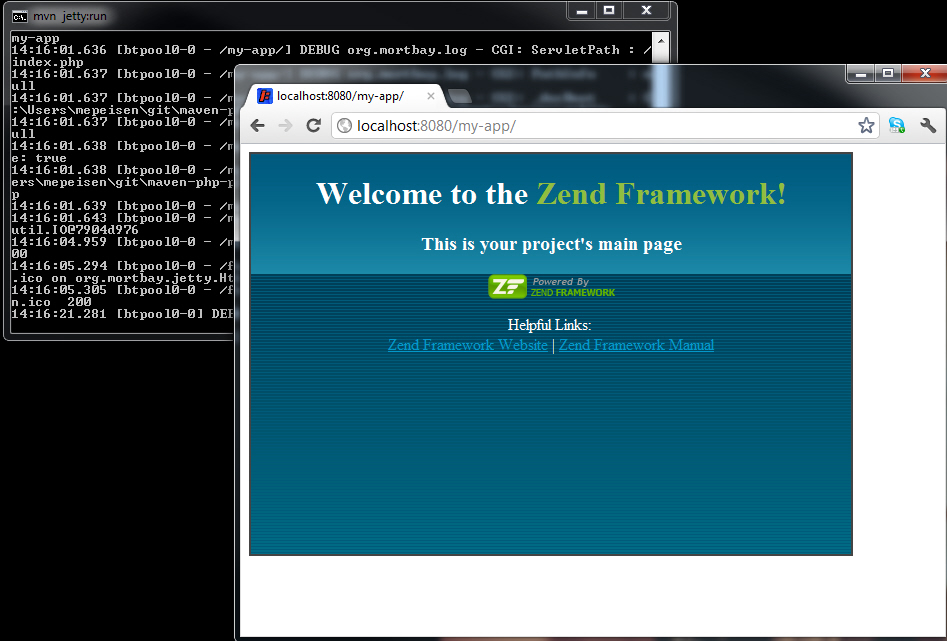 mvn jetty:run
my-app
14:16:01.636 [btpool0-0 - /my-app/] DEBUG org.mortbay.log - CGI: ServletPath : /
index.php
14:16:01.637 [btpool0-0 - /m
ull
14:16:01.637 [btpool0-0 - /m
:\Users\mepeisen\git\maven-p
14:16:01.637 [btpool0-0 - /m
ull
14:16:01.638 [btpool0-0 - /m
e: true
14:16:01.638 [btpool0-0 - /m
ers\mepeisen\git\maven-php-p
p
14:16:01.639 [btpool0-0 - /m
14:16:01.643 [btpool0-0 - /m
util.IO@7904d976
14:16:04.959 [btpool0-0 - /m
00
14:16:05.294 [btpool0-0 - /f
.ico on org.mortbay.jetty.Ht
14:16:05.305 [btpool0-0 - /f
n.ico 200
14:16:21.281 [btpool0-0] DEB
localhost:8080/my-app/
localhost:8080/my-app/
Welcome to the Zend Framework!
This is your project's main page
Powered By
ZEND FRAMEWORK
Helpful Links:
Zend Framework Website | Zend Framework Manual